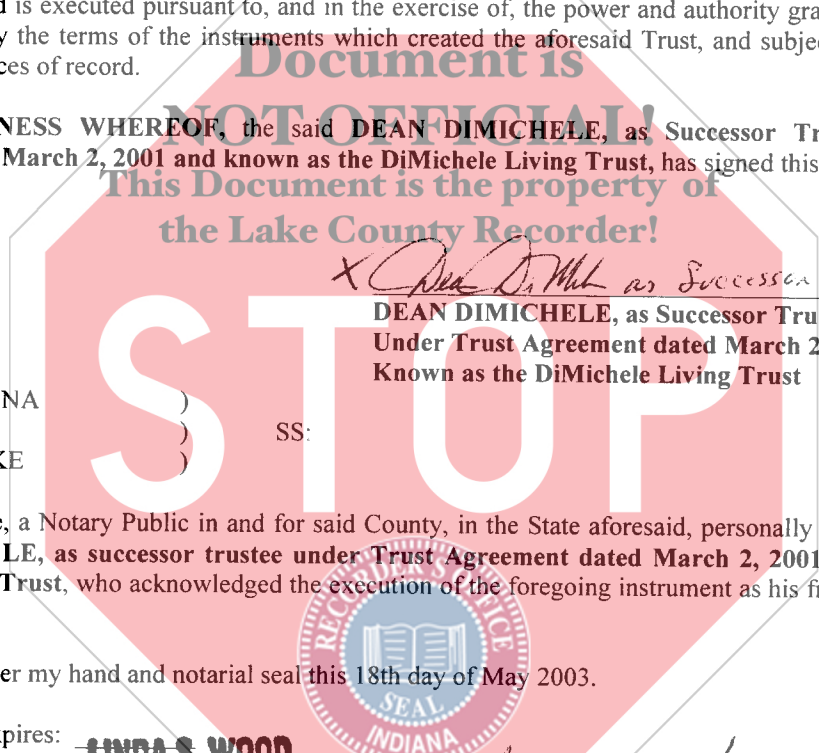 d is executed pursuant to, and in the exercise of, the power and authority gra
y the terms of the instruments which created the aforesaid Trust, and subje
Document is
ces of record.
NOT OFFICIAL!
NESS WHEREOF, the said DEAN DIMICHELE, as Successor Tr
March 2, 2001 and known as the DiMichele Living Trust, has signed this
This Document is the property of
the Lake County Recorder!
X Dean DiMich as Successor
DEAN DIMICHELE, as Successor Tru
Under Trust Agreement dated March 2
Known as the DiMichele Living Trust
STOP
NA )
) SS:
KE )
e, a Notary Public in and for said County, in the State aforesaid, personally
LE, as successor trustee under Trust Agreement dated March 2, 2001
Trust, who acknowledged the execution of the foregoing instrument as his fr
RECORDER'S OFFICE
er my hand and notarial seal this 18th day of May 2003.
SEAL
INDIANA
pires: LINDA S. WOOD